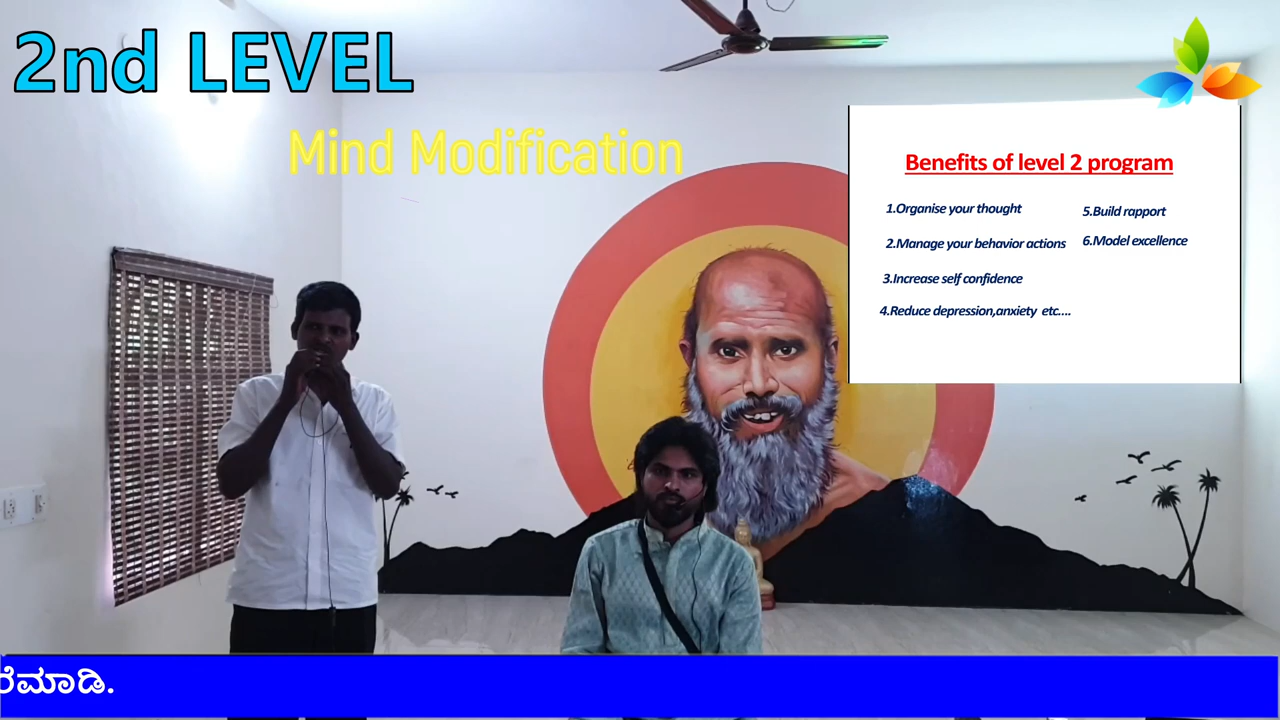 2nd LEVEL
Mind Modification
Benefits of level 2 program
1.Organise your thought
2.Manage your behavior actions
3.Increase self confidence
4.Reduce depression,anxiety etc....
5.Build rapport
6.Model excellence
ರೆಮಾಡಿ.